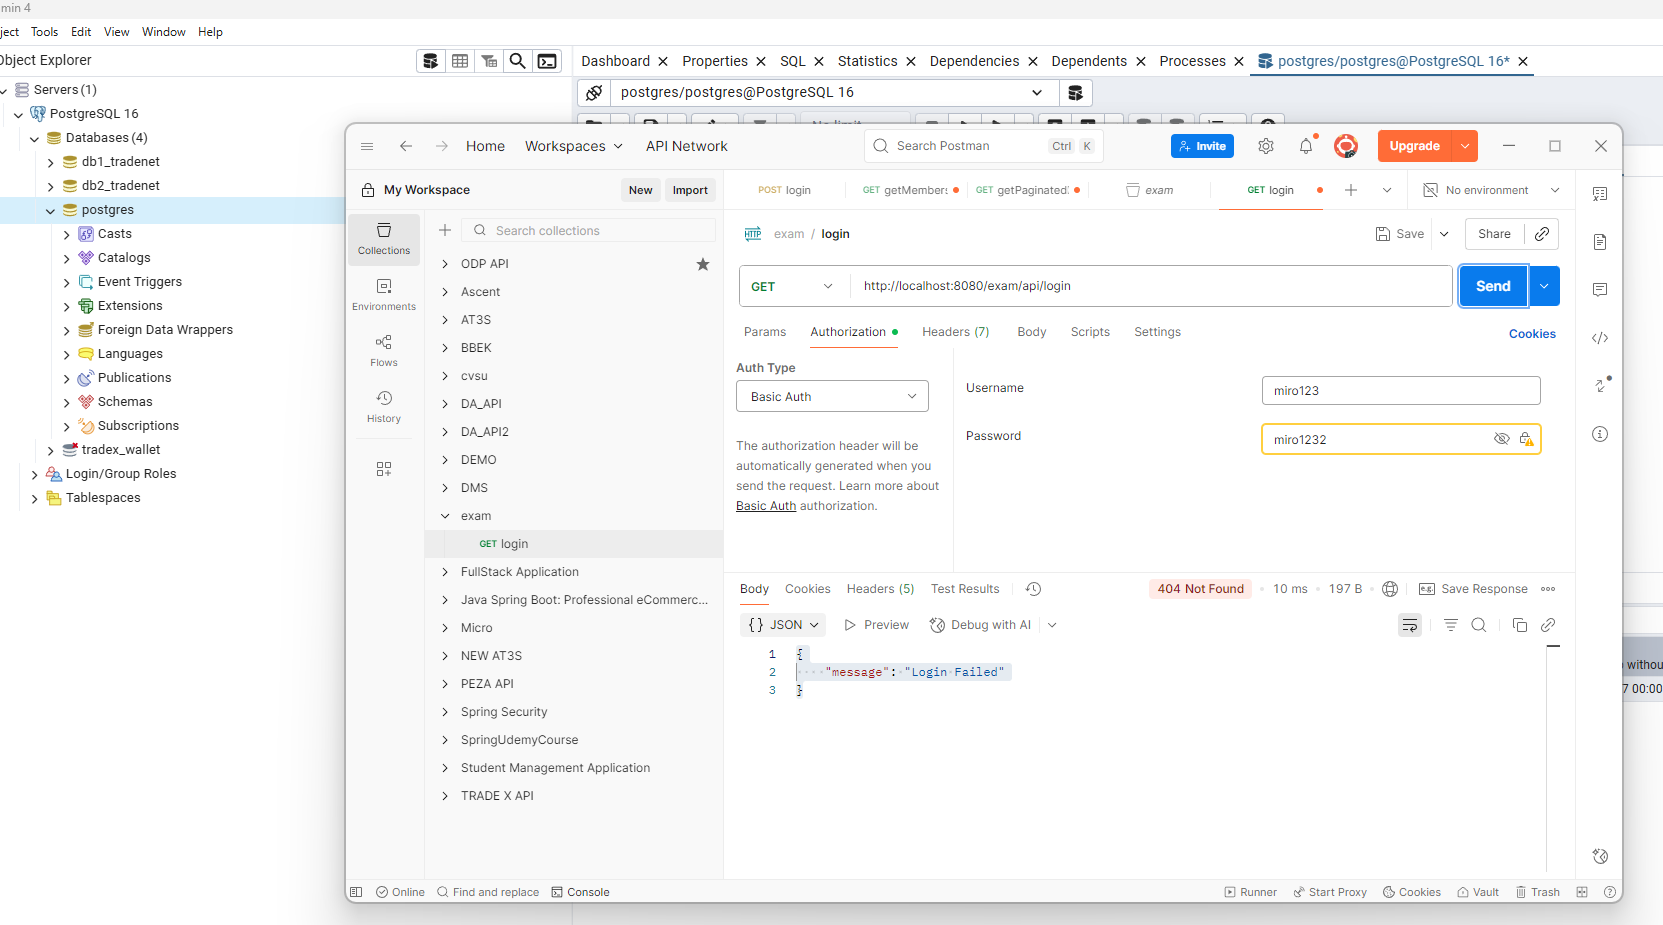 min 4
ject Tools Edit View Window Help
Object Explorer
Dashboard Properties SQL Statistics Dependencies Dependents Processes postgres/postgres@PostgreSQL 16*
postgres/postgres@PostgreSQL 16
No limit
Servers (1)
PostgreSQL 16
Databases (4)
db1_tradenet
db2_tradenet
postgres
Casts
Catalogs
Event Triggers
Extensions
Foreign Data Wrappers
Languages
Publications
Schemas
Subscriptions
tradex_wallet
Login/Group Roles
Tablespaces
Home Workspaces API Network Search Postman Ctrl K Invite Upgrade
My Workspace New Import
POST login GET getMember: GET getPaginated: exam GET login No environment
Collections
Environments
Flows
History
Search collections
ODP API
Ascent
AT3S
BBEK
cvsu
DA_API
DA_API2
DEMO
DMS
exam
GET login
FullStack Application
Java Spring Boot: Professional eCommerc...
Micro
NEW AT3S
PEZA API
Spring Security
SpringUdemyCourse
Student Management Application
TRADE X API
HTTP exam / login Save Share
GET http://localhost:8080/exam/api/login Send
Params Authorization Headers (7) Body Scripts Settings Cookies
Auth Type
Basic Auth
The authorization header will be
automatically generated when you
send the request. Learn more about
Basic Auth authorization.
Username miro123
Password miro1232
Body Cookies Headers (5) Test Results 404 Not Found 10 ms 197 B e.g. Save Response
{} JSON Preview Debug with AI
1 {
2 "message": "Login Failed"
3 }
without
7 00:00
Online Find and replace Console Runner Start Proxy Cookies Vault Trash